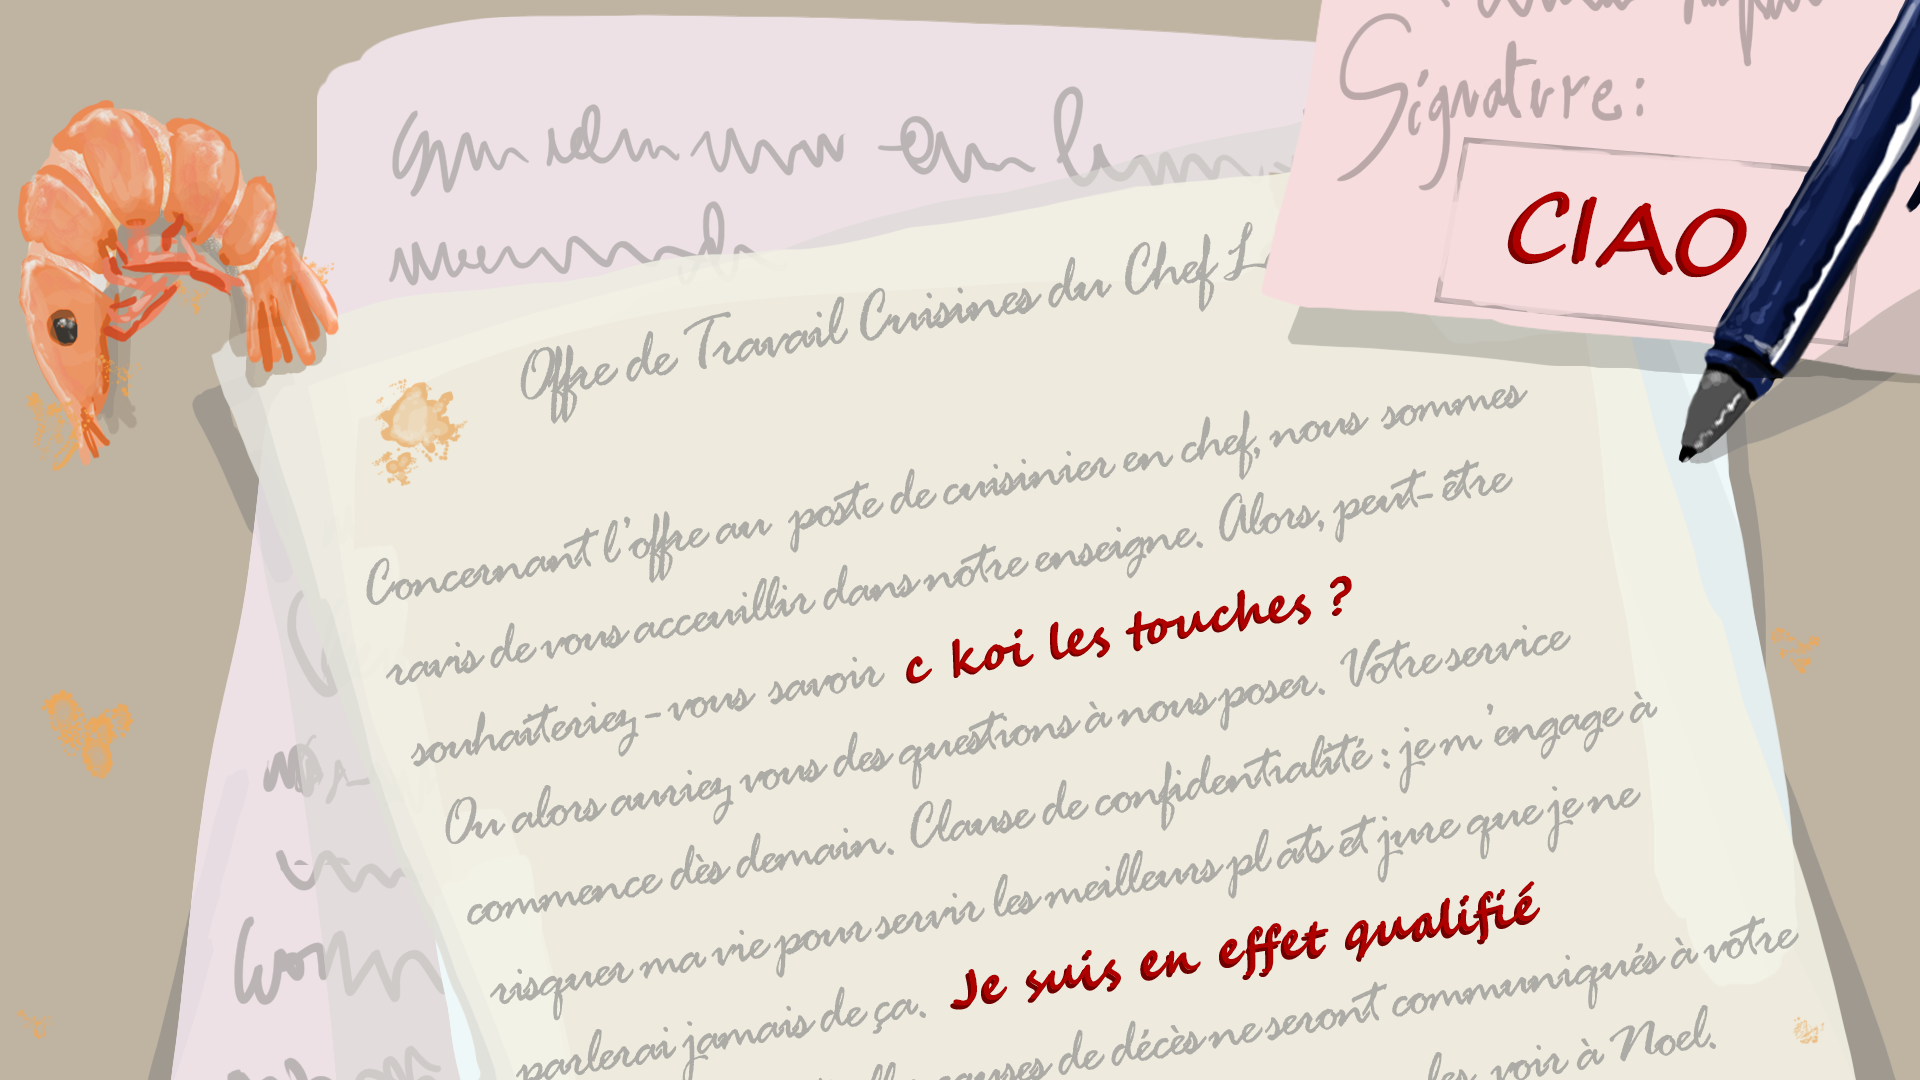 Signature:
CIAO
Offre de Travail Cuisines du Chef
Concernant l'offre au poste de cuisinier en chef, nous sommes
ravis de vous acceuillir dans notre enseigne. Alors, peut-être
souhaiteriez-vous savoir c koi les touches ?
Ou alors auriez vous des questions à nous poser. Votre service
commence dès demain. Clause de confidentialité : je m'engage à
risquer ma vie pour servir les meilleurs plats et jure que je ne
parlerai jamais de ça. Je suis en effet qualifié
causes de décès ne seront communiqués à votre
les voir à Noel.